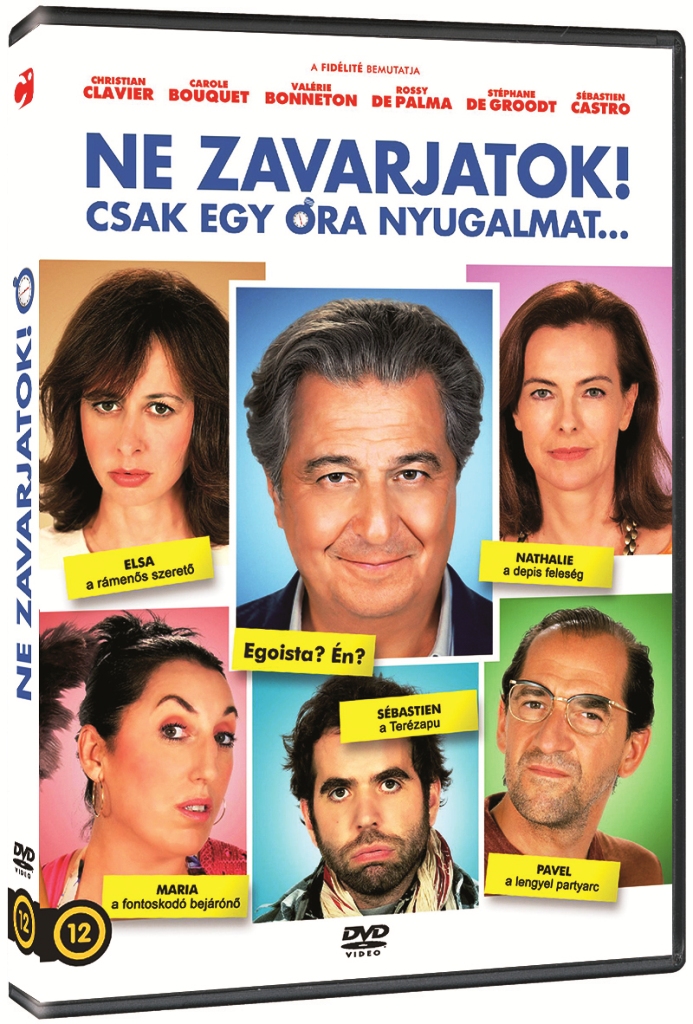 A FIDÉLITÉ BEMUTATJA
CHRISTIAN CLAVIER
CAROLE BOUQUET
VALÉRIE BONNETON
ROSSY DE PALMA
STÉPHANE DE GROODT
SÉBASTIEN CASTRO
NE ZAVARJATOK!
CSAK EGY ÓRA NYUGALMAT...
ELSA
a rámenős szerető
NATHALIE
a depis feleség
Egoista? Én?
SÉBASTIEN
a Terézapu
MARIA
a fontoskodó bejárónő
PAVEL
a lengyel partyarc
12
DVD
VIDEO
NE ZAVARJATOK!
DVD
VIDEO
12